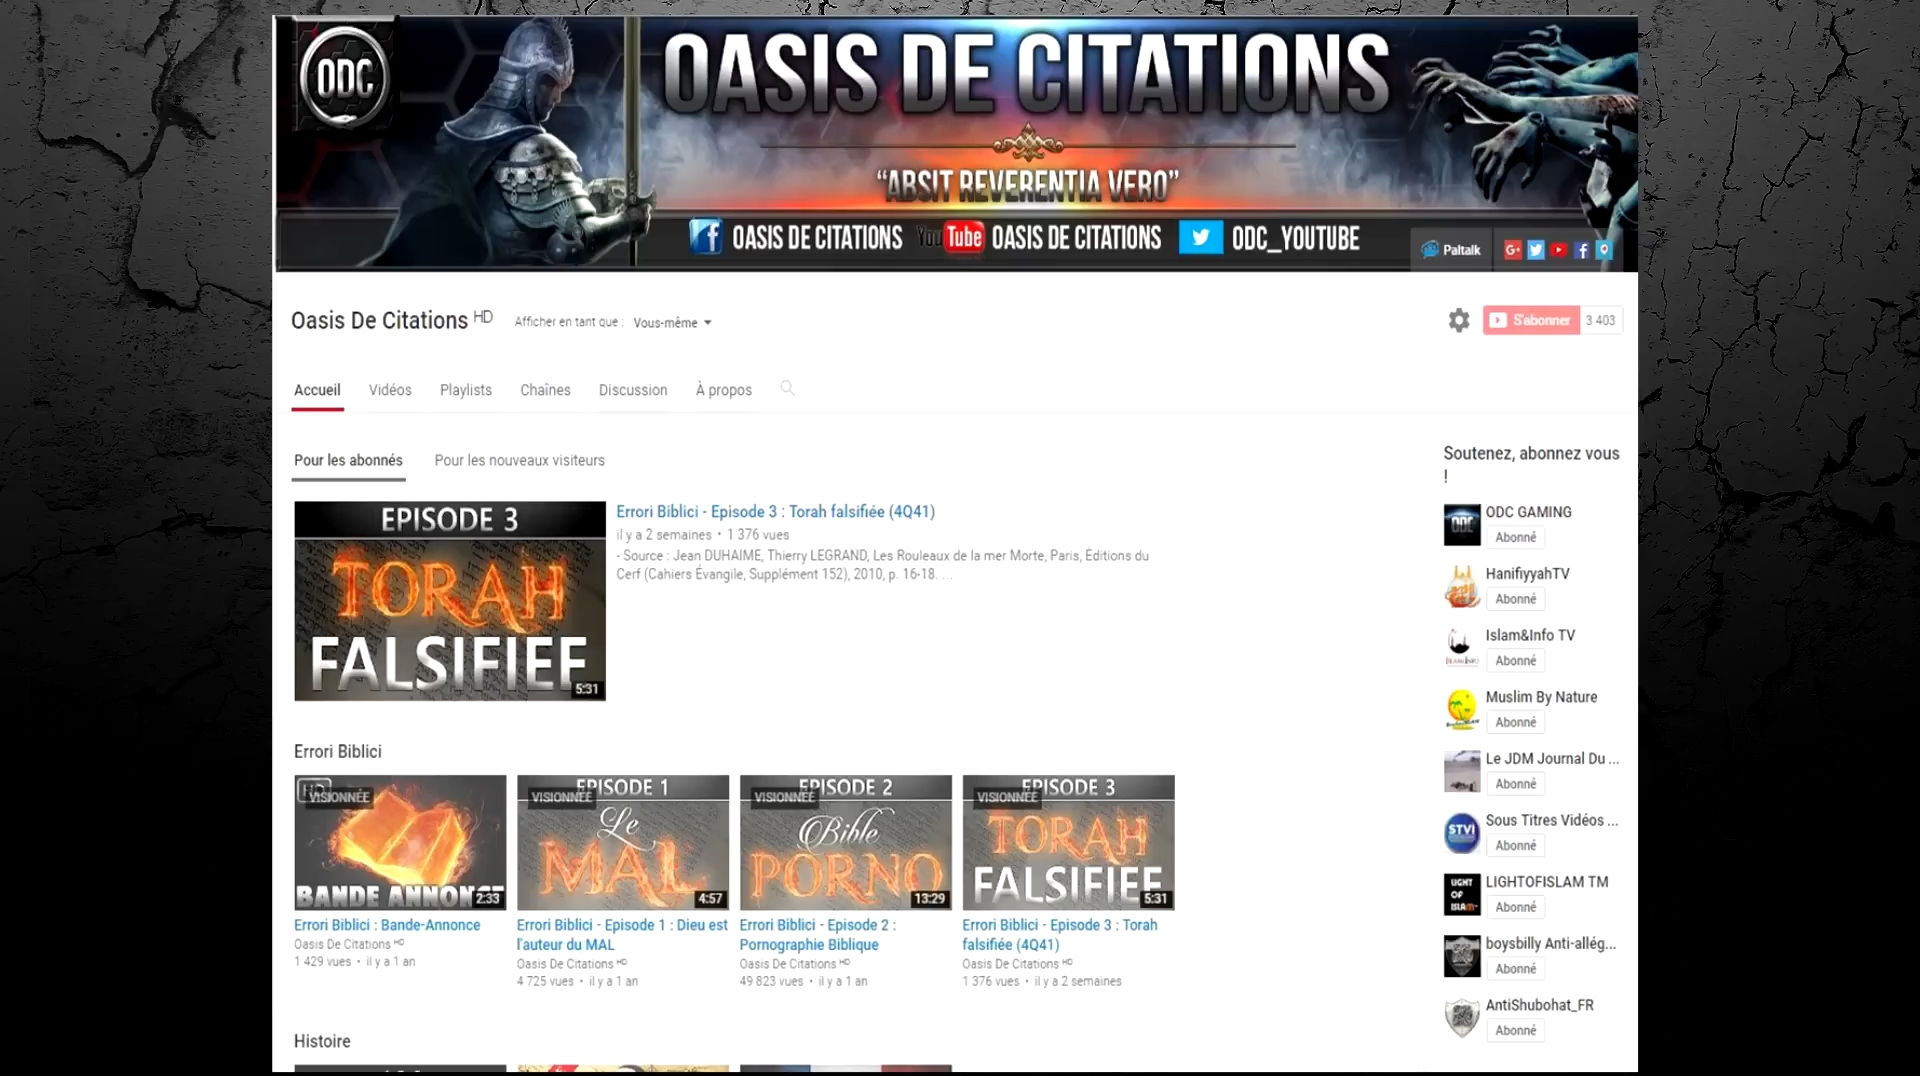 ODC
OASIS DE CITATIONS
"ABSIT REVERENTIA VERO"
OASIS DE CITATIONS
YouTube OASIS DE CITATIONS
ODC_YOUTUBE
Paltalk
Oasis De Citations HD
Afficher en tant que : Vous-même
S'abonner 3 403
Accueil Vidéos Playlists Chaînes Discussion À propos
Pour les abonnés Pour les nouveaux visiteurs
EPISODE 3
TORAH
FALSIFIEE
5:31
Errori Biblici - Episode 3 : Torah falsifiée (4Q41)
il y a 2 semaines • 1 376 vues
- Source : Jean DUHAIME, Thierry LEGRAND, Les Rouleaux de la mer Morte, Paris, Éditions du
Cerf (Cahiers Évangile, Supplément 152), 2010, p. 16-18. ...
Errori Biblici
HD
VISIONNÉE
BANDE ANNONCE
2:33
Errori Biblici : Bande-Annonce
Oasis De Citations HD
1 429 vues • il y a 1 an
EPISODE 1
VISIONNÉE
Le
MAL
4:57
Errori Biblici - Episode 1 : Dieu est
l'auteur du MAL
Oasis De Citations HD
4 725 vues • il y a 1 an
EPISODE 2
VISIONNÉE
Bible
PORNO
13:29
Errori Biblici - Episode 2 :
Pornographie Biblique
Oasis De Citations HD
49 823 vues • il y a 1 an
EPISODE 3
VISIONNÉE
TORAH
FALSIFIEE
5:31
Errori Biblici - Episode 3 : Torah
falsifiée (4Q41)
Oasis De Citations HD
1 376 vues • il y a 2 semaines
Histoire
Soutenez, abonnez vous
!
ODC
ODC GAMING
Abonné
HanifiyyahTV
Abonné
Islam&Info TV
Abonné
Muslim By Nature
Abonné
Le JDM Journal Du ...
Abonné
STVi
Sous Titres Vidéos ...
Abonné
LIGHT
OF
ISLAM
LIGHTOFISLAM TM
Abonné
boysbilly Anti-allég...
Abonné
AntiShubohat_FR
Abonné